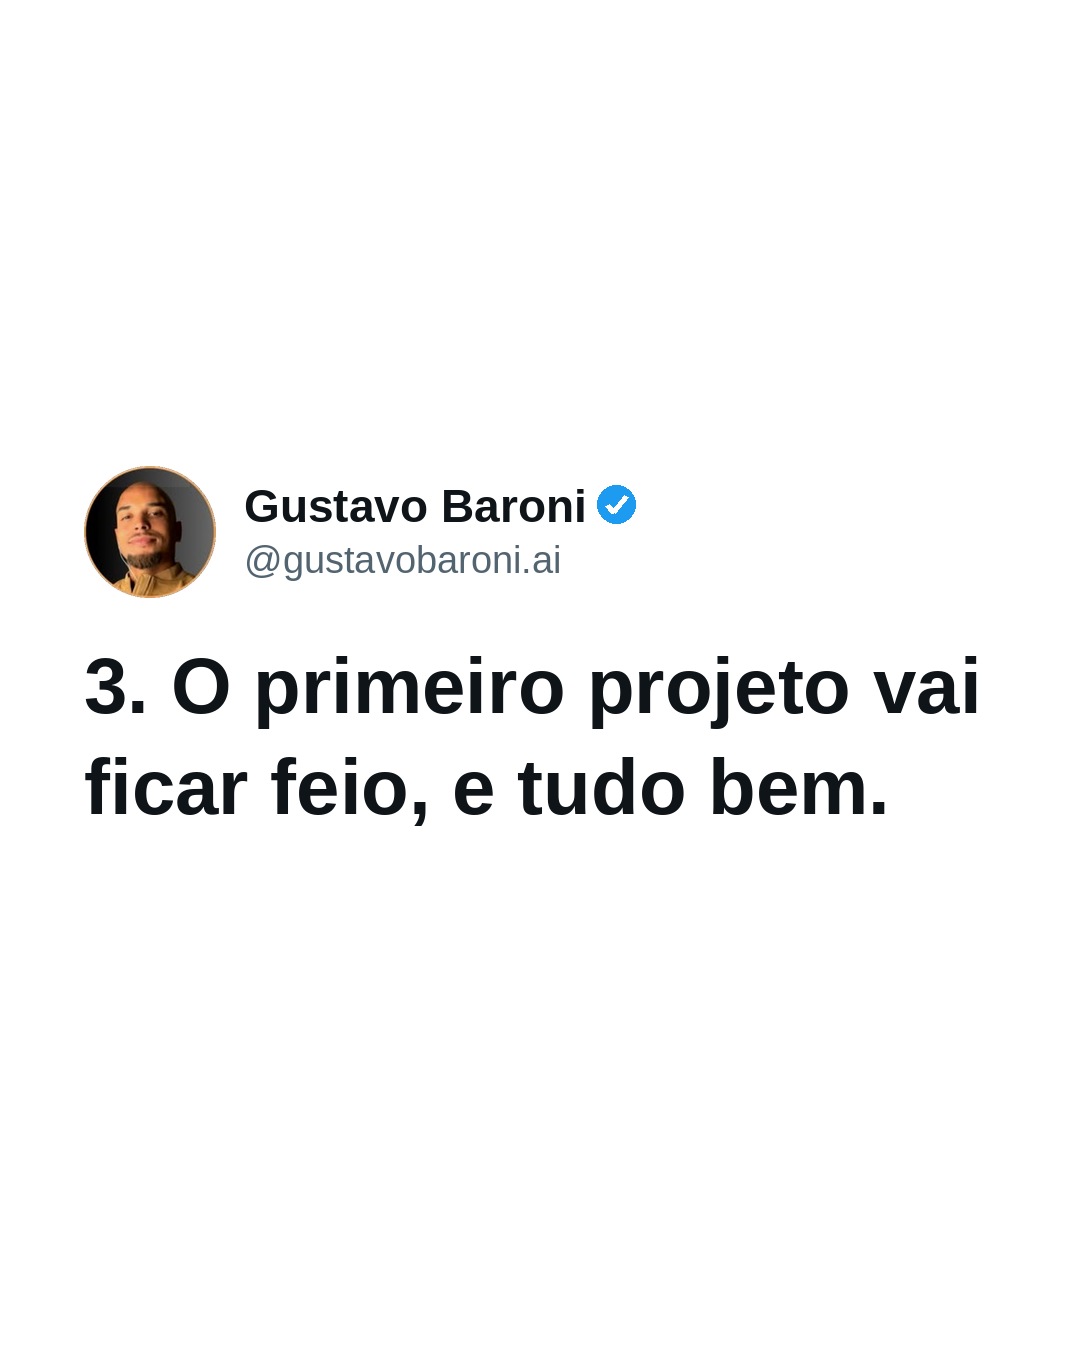 Gustavo Baroni
@gustavobaroni.ai
3. O primeiro projeto vai
ficar feio, e tudo bem.